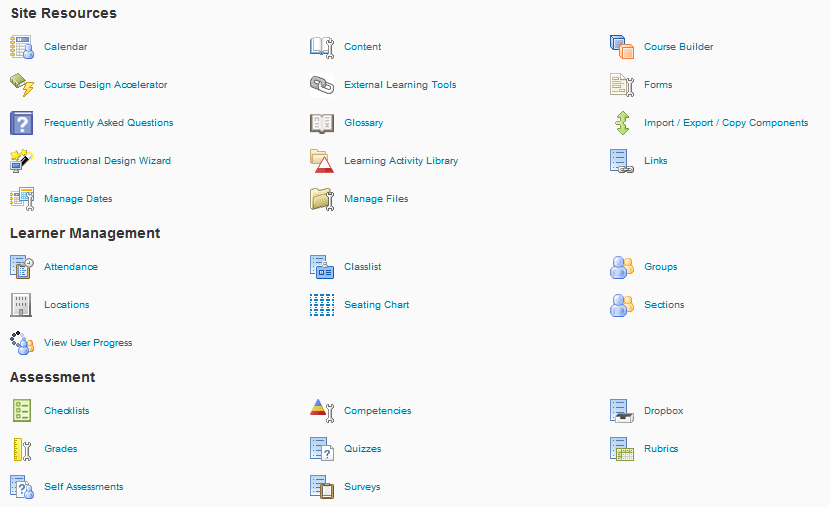 Site Resources
Calendar Content Course Builder
Course Design Accelerator External Learning Tools Forms
Frequently Asked Questions Glossary Import / Export / Copy Components
Instructional Design Wizard Learning Activity Library Links
Manage Dates Manage Files
Learner Management
Attendance Classlist Groups
Locations Seating Chart Sections
View User Progress
Assessment
Checklists Competencies Dropbox
Grades Quizzes Rubrics
Self Assessments Surveys